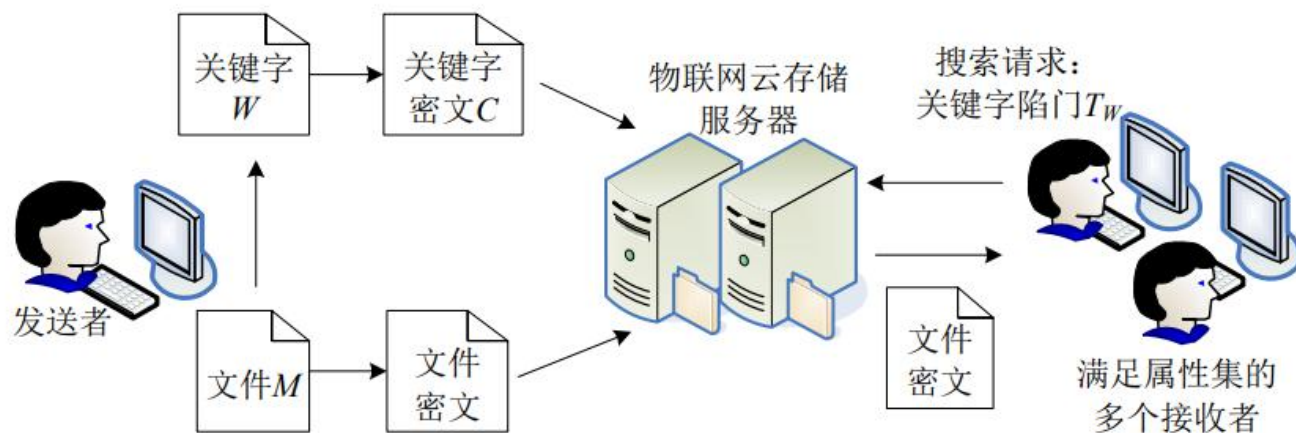 关键字
W
关键字
密文C
物联网云存储
服务器
搜索请求：
关键字陷门TW
发送者
文件M
文件
密文
文件
密文
满足属性集的
多个接收者